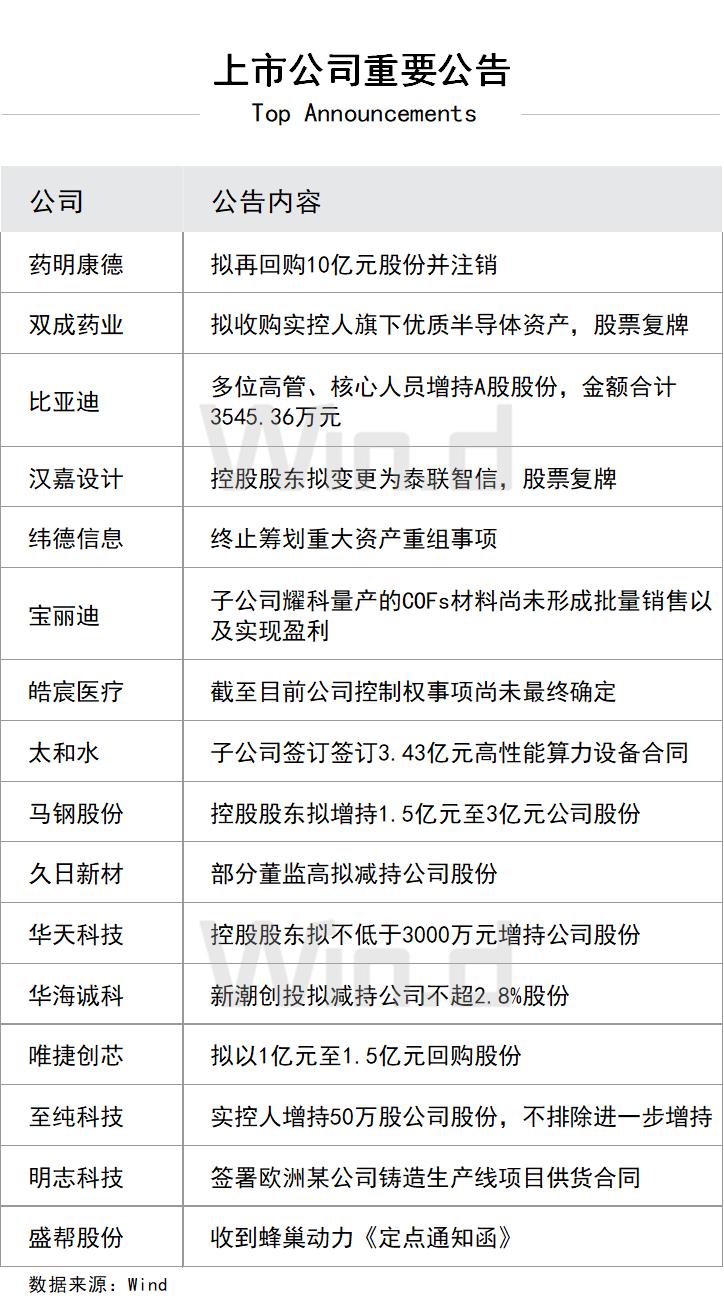 上市公司重要公告
Top Announcements
公司 公告内容
药明康德 拟再回购10亿元股份并注销
双成药业 拟收购实控人旗下优质半导体资产，股票复牌
比亚迪 多位高管、核心人员增持A股股份，金额合计
3545.36万元
汉嘉设计 控股股东拟变更为泰联智信，股票复牌
纬德信息 终止筹划重大资产重组事项
宝丽迪 子公司耀科量产的COFs材料尚未形成批量销售以
及实现盈利
皓宸医疗 截至目前公司控制权事项尚未最终确定
太和水 子公司签订签订3.43亿元高性能算力设备合同
马钢股份 控股股东拟增持1.5亿元至3亿元公司股份
久日新材 部分董监高拟减持公司股份
华天科技 控股股东拟不低于3000万元增持公司股份
华海诚科 新潮创投拟减持公司不超2.8%股份
唯捷创芯 拟以1亿元至1.5亿元回购股份
至纯科技 实控人增持50万股公司股份，不排除进一步增持
明志科技 签署欧洲某公司铸造生产线项目供货合同
盛帮股份 收到蜂巢动力《定点通知函》
数据来源：Wind
Win.d
Win.d